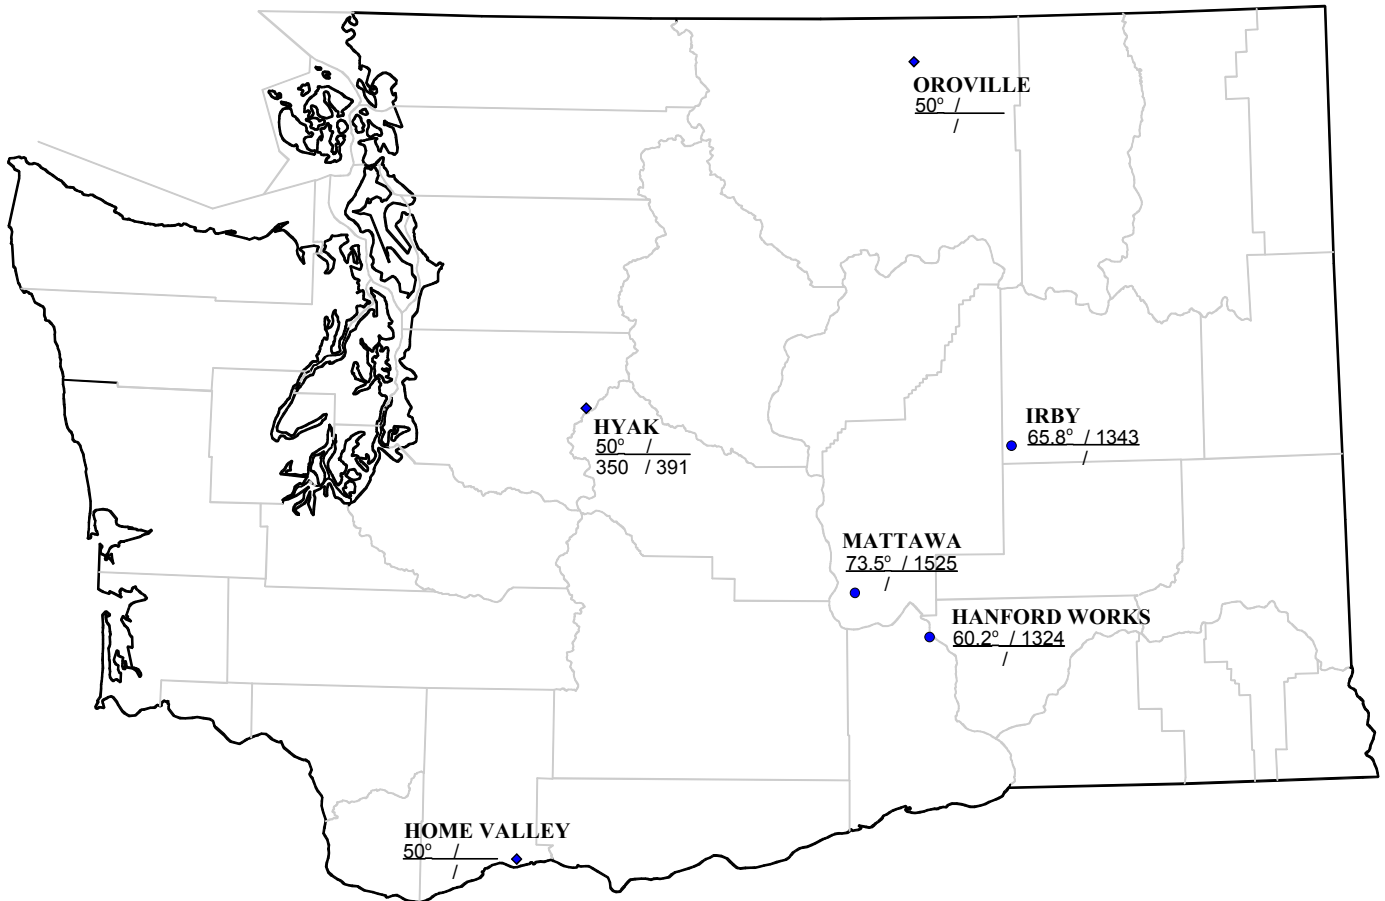 OROVILLE
50° /
/
IRBY
65.8° / 1343
/
HYAK
50° /
350 / 391
MATTAWA
73.5° / 1525
/
HANFORD WORKS
60.2° / 1324
/
HOME VALLEY
50° /
/